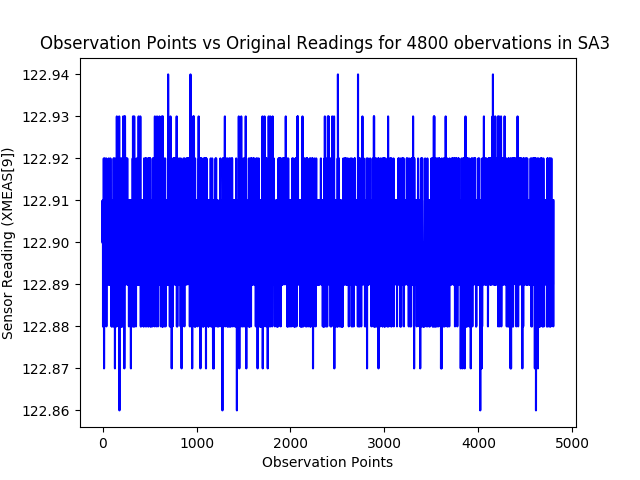 Observation Points vs Original Readings for 4800 obervations in SA3
122.94
122.93
122.92
122.91
122.90
122.89
122.88
122.87
122.86
Sensor Reading (XMEAS[9])
0 1000 2000 3000 4000 5000
Observation Points